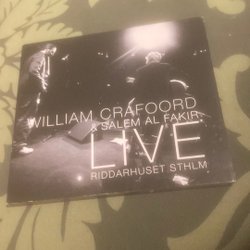 WILLIAM CRAFOORD
& SALEM AL FAKIR
LIVE
RIDDARHUSET STHLM